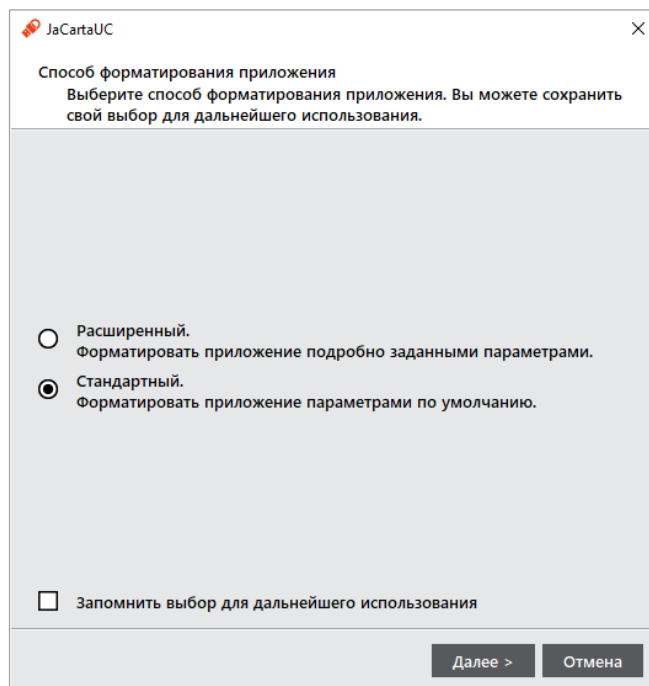 JaCartaUC
Способ форматирования приложения
Выберите способ форматирования приложения. Вы можете сохранить
свой выбор для дальнейшего использования.
Расширенный.
Форматировать приложение подробно заданными параметрами.
Стандартный.
Форматировать приложение параметрами по умолчанию.
Запомнить выбор для дальнейшего использования
Далее >
Отмена